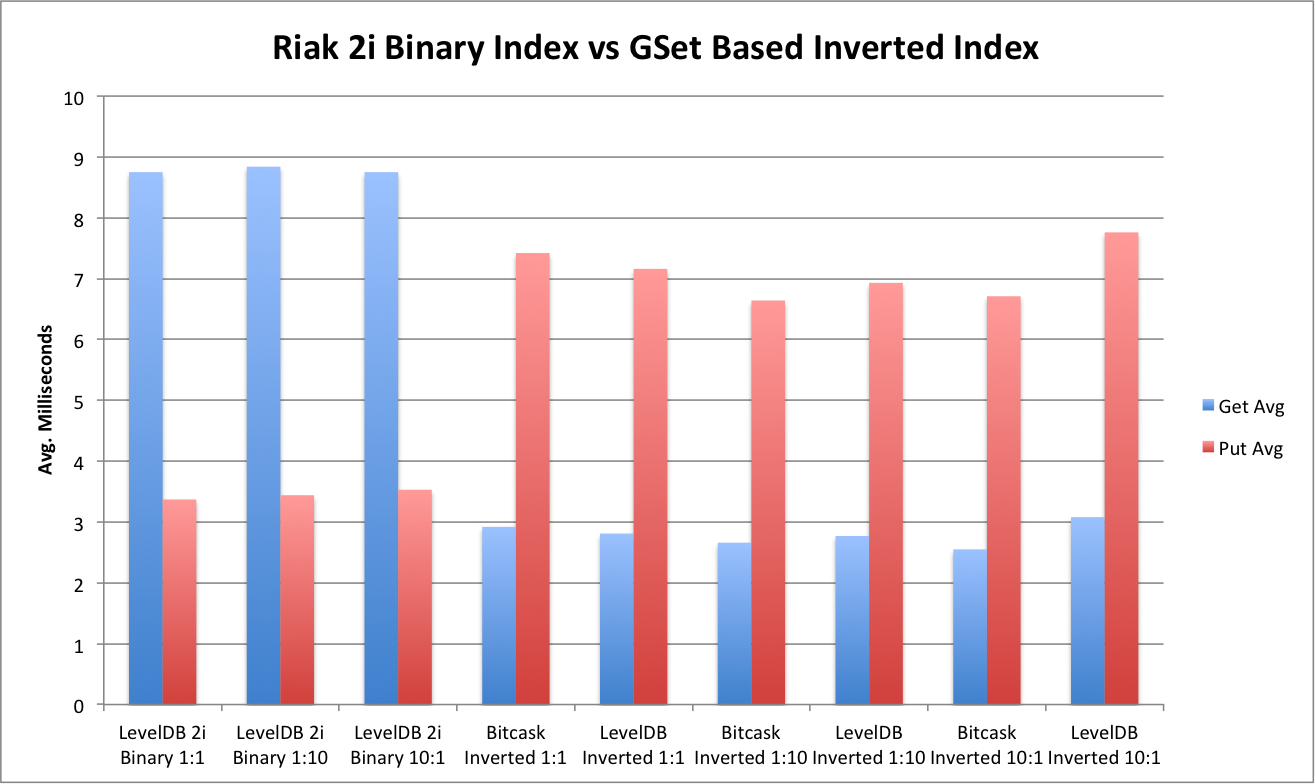 Riak 2i Binary Index vs GSet Based Inverted Index
10
9
8
7
6
5
4
3
2
1
0
Avg. Milliseconds
LevelDB 2i
Binary 1:1
LevelDB 2i
Binary 1:10
LevelDB 2i
Binary 10:1
Bitcask
Inverted 1:1
LevelDB
Inverted 1:1
Bitcask
Inverted 1:10
LevelDB
Inverted 1:10
Bitcask
Inverted 10:1
LevelDB
Inverted 10:1
Get Avg
Put Avg